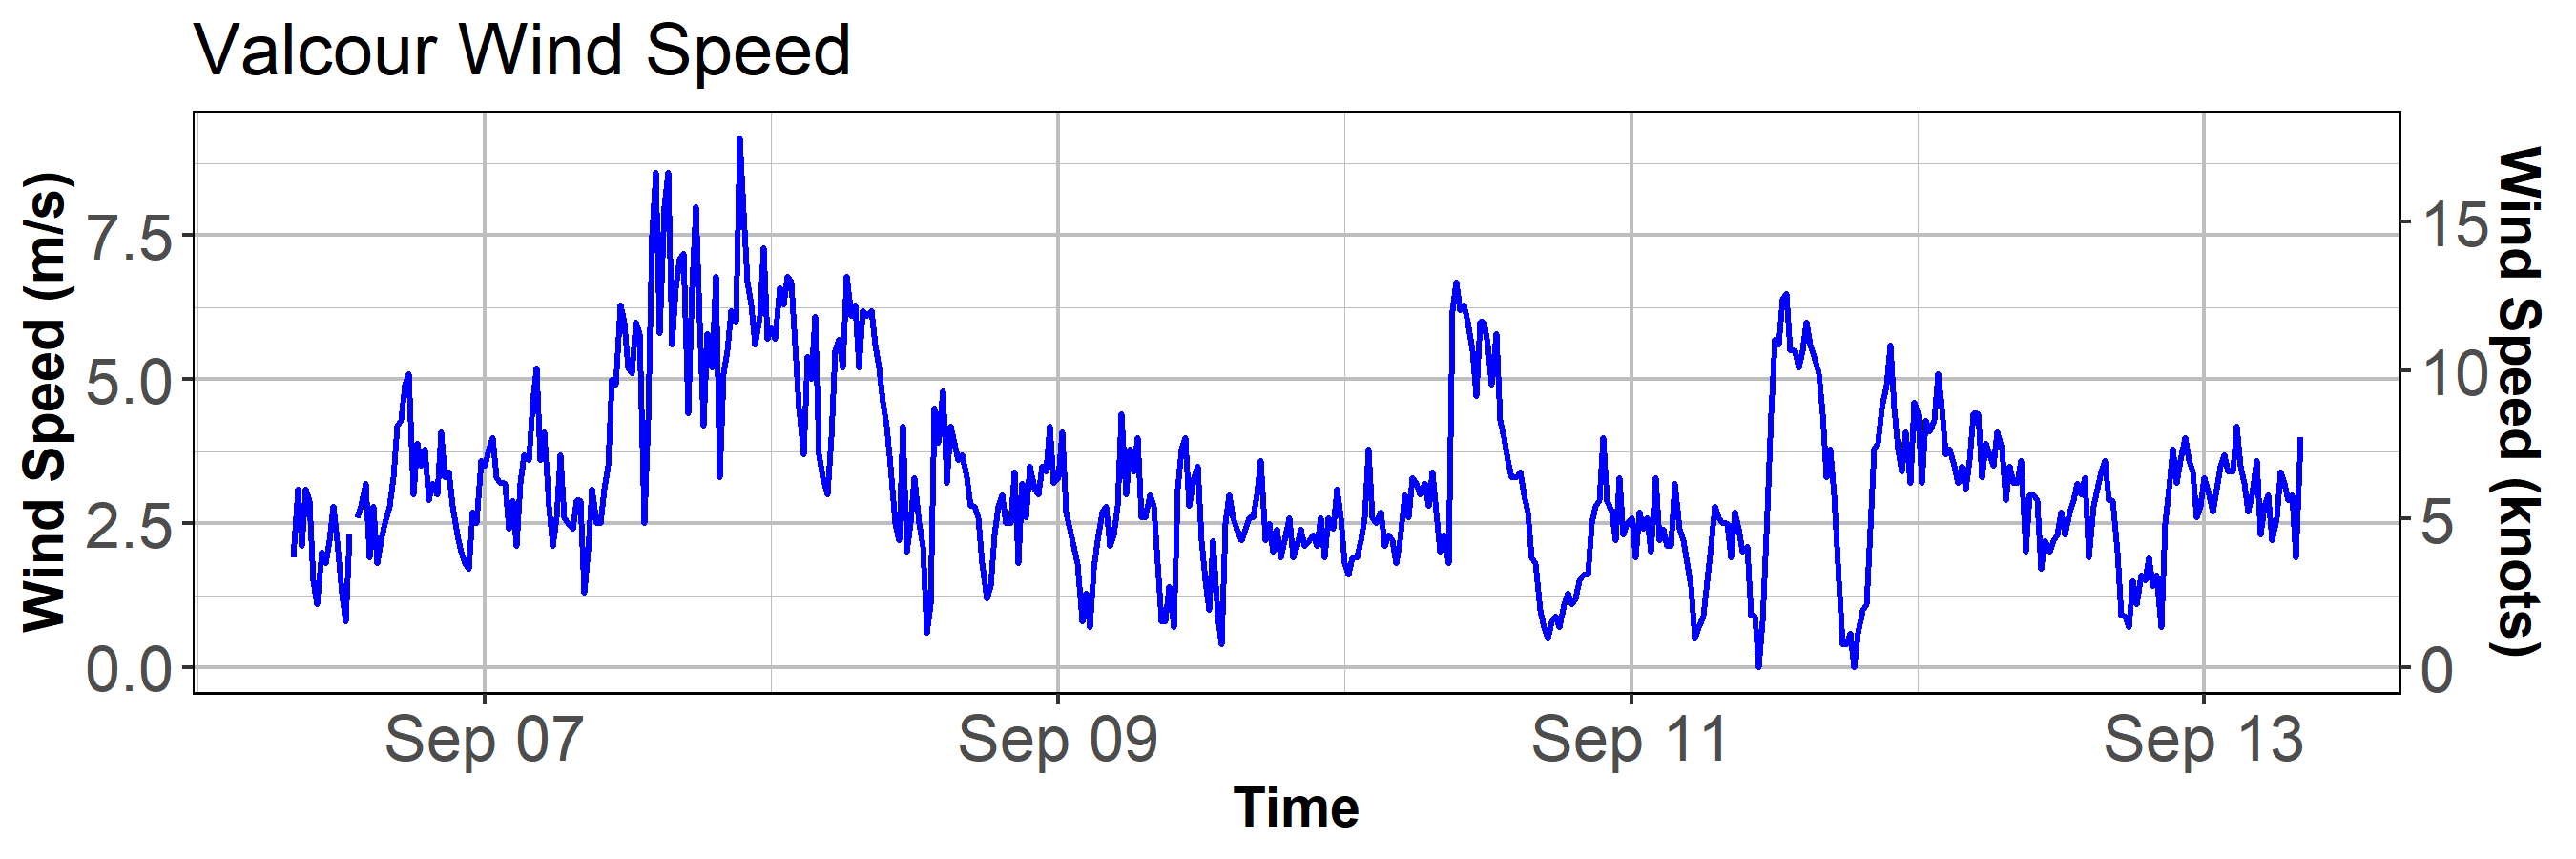 Valcour Wind Speed
Wind Speed (m/s)
7.5
5.0
2.5
0.0
15
10
5
0
Wind Speed (knots)
Sep 07
Sep 09
Sep 11
Sep 13
Time